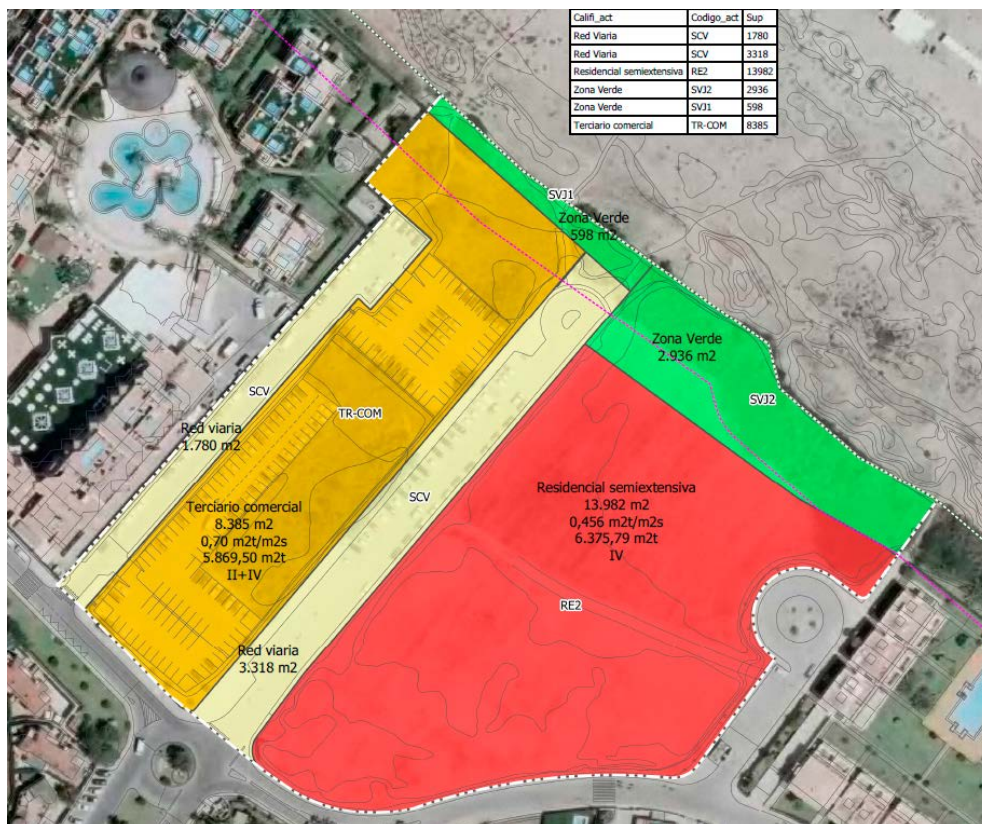 Califi_act Codigo_act Sup
Red Viaria SCV 1780
Red Viaria SCV 3318
Residencial semiextensiva RE2 13982
Zona Verde SVJ2 2936
Zona Verde SVJ1 598
Terciario comercial TR-COM 8385
SVJ1
Zona Verde
598 m2
Zona Verde
2.936 m2
SVJ2
SCV
Red viaria
1.780 m2
TR-COM
Terciario comercial
8.385 m2
0,70 m2t/m2s
5.869,50 m2t
II+IV
SCV
Residencial semiextensiva
13.982 m2
0,456 m2t/m2s
6.375,79 m2t
IV
RE2
Red viaria
3.318 m2